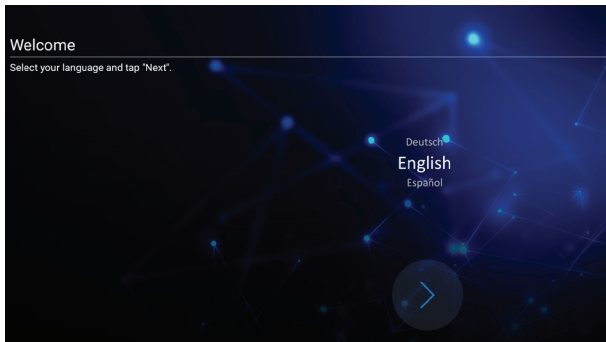 Welcome
Select your language and tap "Next".
Deutsch
English
Español